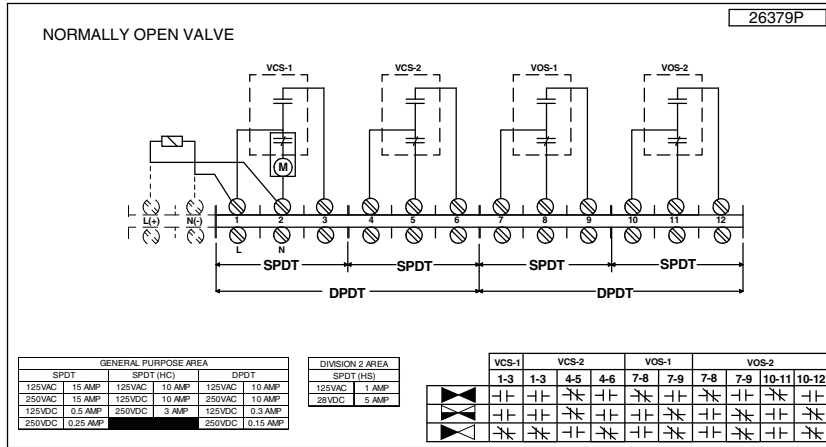 26379P
NORMALLY OPEN VALVE
VCS-1 VCS-2 VOS-1 VOS-2
M
L(+) N(-) 1 2 3 4 5 6 7 8 9 10 11 12
L N
SPDT SPDT SPDT SPDT
DPDT DPDT
GENERAL PURPOSE AREA
SPDT SPDT (HC) DPDT
125VAC 15 AMP 125VAC 10 AMP 125VAC 10 AMP
250VAC 15 AMP 125VDC 10 AMP 250VAC 10 AMP
125VDC 0.5 AMP 250VDC 3 AMP 125VDC 0.3 AMP
250VDC 0.25 AMP 250VDC 0.15 AMP
DIVISION 2 AREA
SPDT (HS)
125VAC 1 AMP
28VDC 5 AMP
VCS-1 VCS-2 VOS-1 VOS-2
1-3 1-3 4-5 4-6 7-8 7-9 7-8 7-9 10-11 10-12